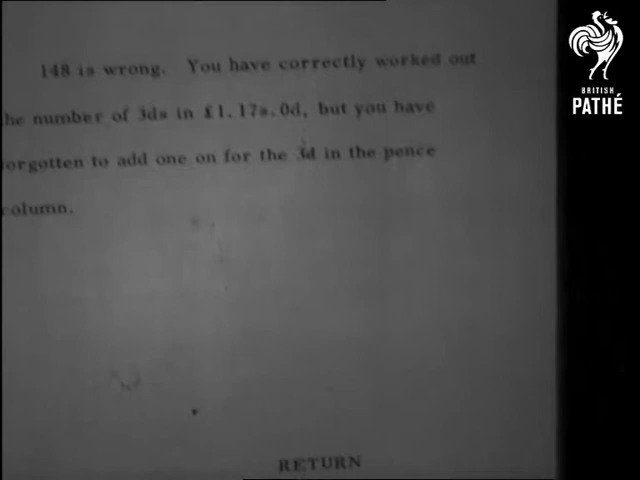 148 is wrong. You have correctly worked out
he number of 3ds in £1.17s.0d, but you have
orgotten to add one on for the 3d in the pence
column.
RETURN
BRITISH
PATHÉ